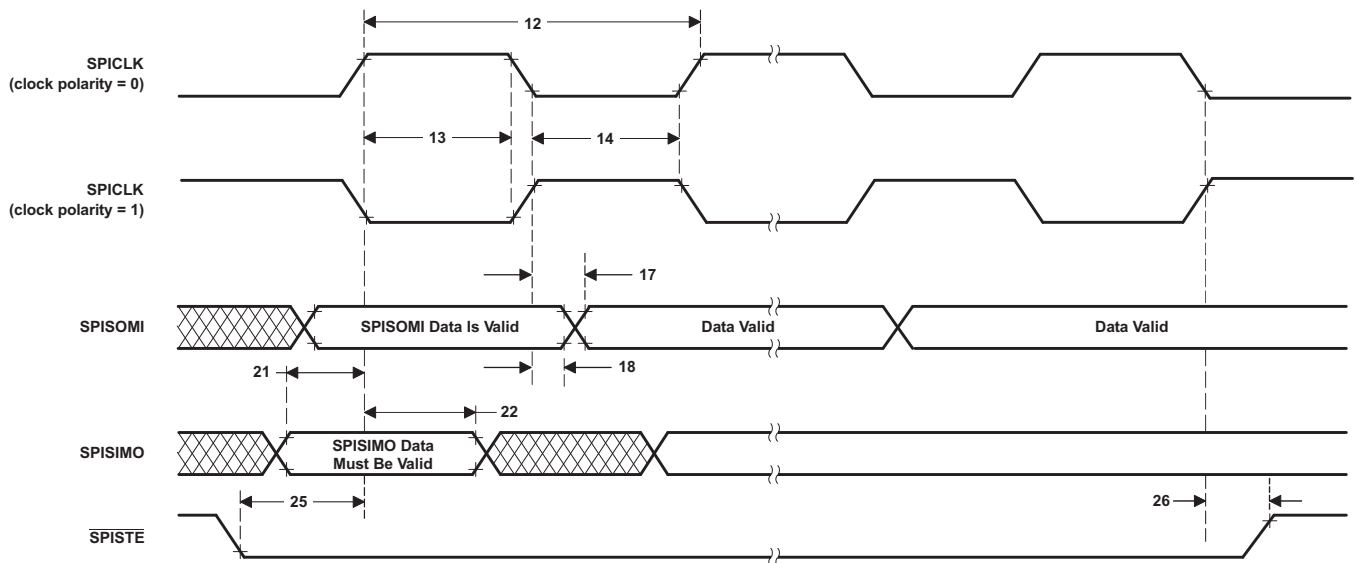 12
SPICLK
(clock polarity = 0)
13
14
SPICLK
(clock polarity = 1)
17
SPISOMI
SPISOMI Data Is Valid
Data Valid
Data Valid
21
18
22
SPISIMO
SPISIMO Data
Must Be Valid
25
26
SPISTE